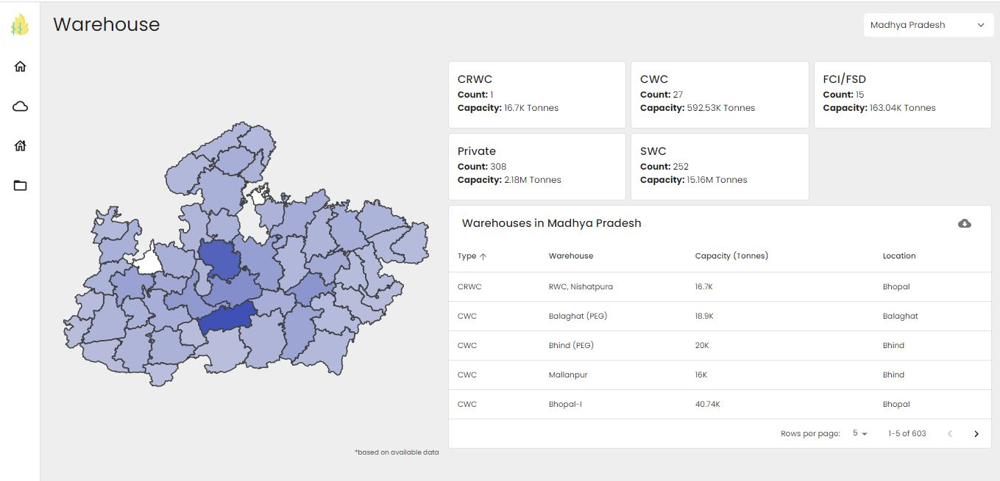 Warehouse
Madhya Pradesh
CRWC
Count: 1
Capacity: 16.7K Tonnes
CWC
Count: 27
Capacity: 592.53K Tonnes
FCI/FSD
Count: 15
Capacity: 163.04K Tonnes
Private
Count: 308
Capacity: 2.18M Tonnes
SWC
Count: 252
Capacity: 15.16M Tonnes
Warehouses in Madhya Pradesh
Type ↑ Warehouse Capacity (Tonnes) Location
CRWC RWC, Nishatpura 16.7K Bhopal
CWC Balaghat (PEG) 18.9K Balaghat
CWC Bhind (PEG) 20K Bhind
CWC Mallanpur 16K Bhind
CWC Bhopal-I 40.74K Bhopal
Rows per page: 5 1-5 of 603
*based on available data